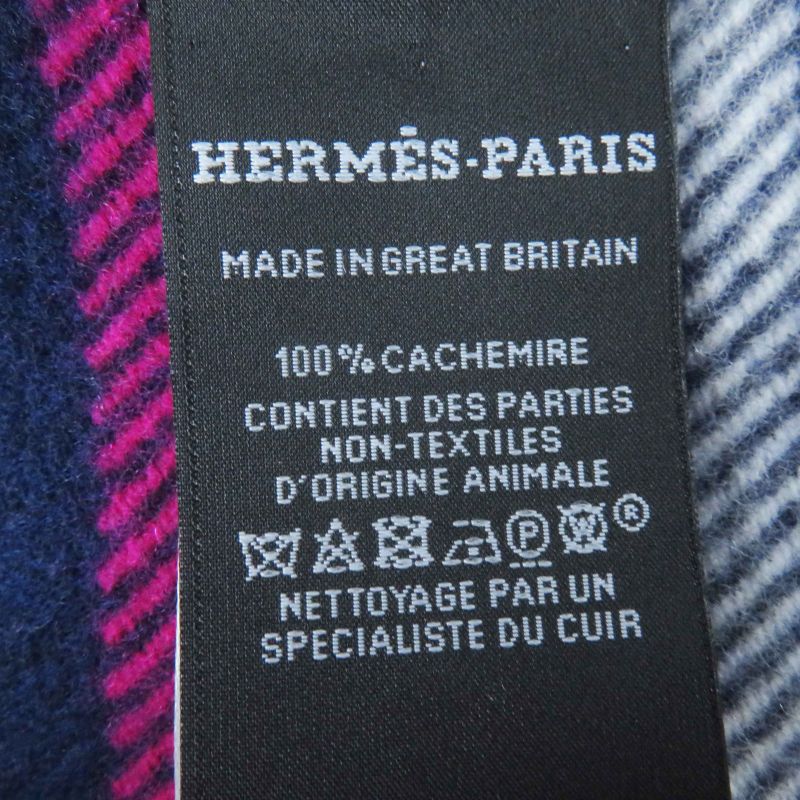 HERMÈS-PARIS
MADE IN GREAT BRITAIN
100% CACHEMIRE
CONTIENT DES PARTIES
NON-TEXTILES
D'ORIGINE ANIMALE
P W ®
NETTOYAGE PAR UN
SPECIALISTE DU CUIR